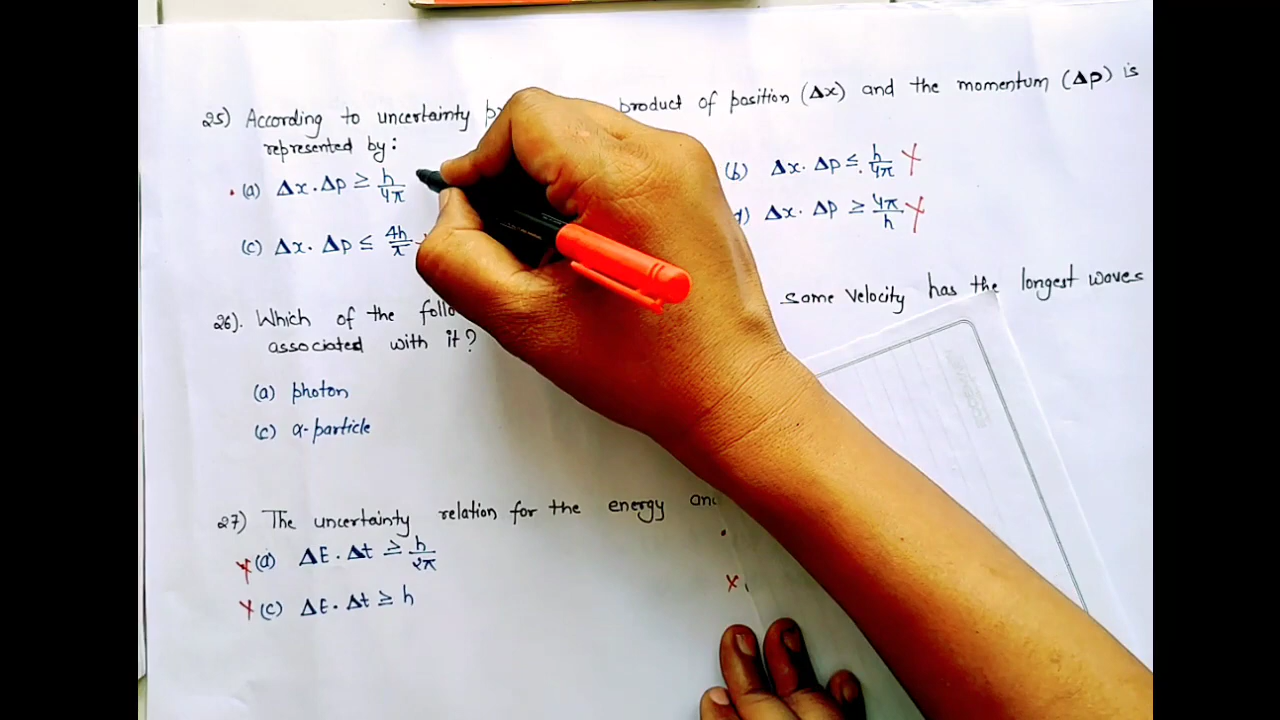 25) According to uncertainty product of position (Δx) and the momentum (Δp) is
represented by:
(a) Δx. Δp ≥ h/4π
(b) Δx. Δp ≤ h/4π
(c) Δx. Δp ≤ 4h/π
Δx. Δp ≥ 4π/h
26). Which of the some velocity has the longest waves
associated with it?
(a) photon
(c) α-particle
27) The uncertainty relation for the energy
(a) ΔE. Δt ≥ h/2π
(c) ΔE. Δt ≥ h